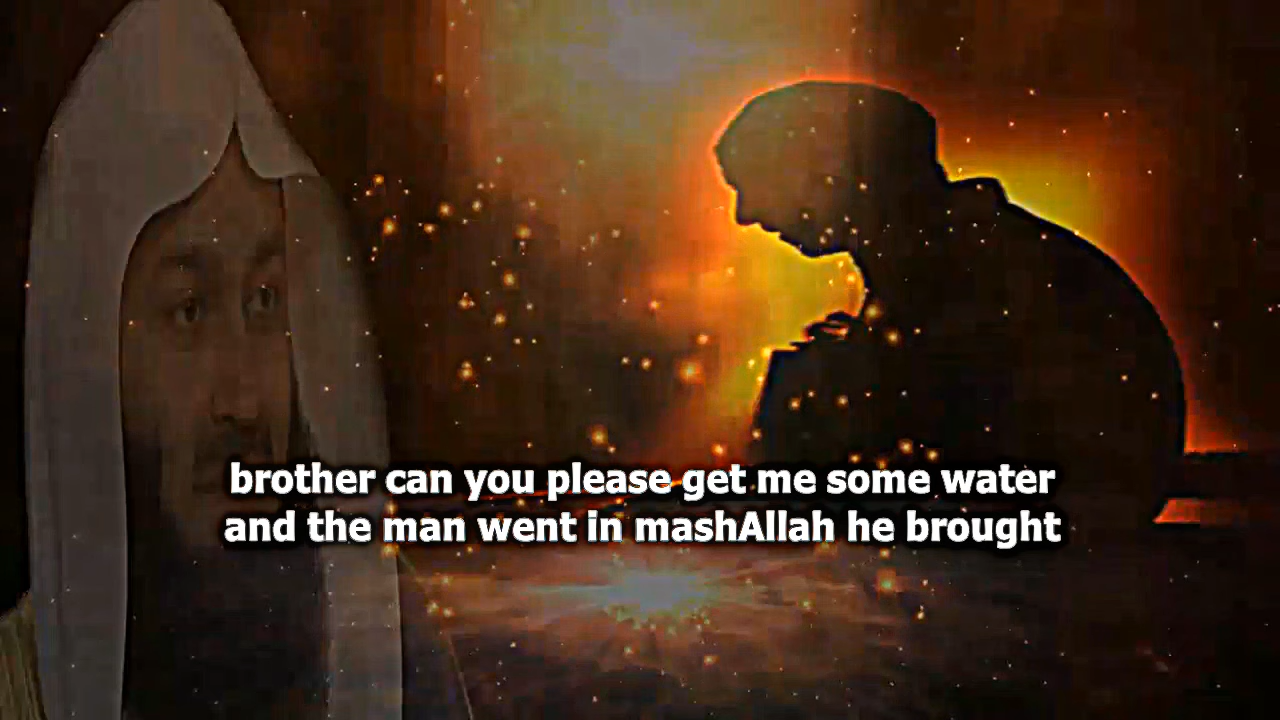 brother can you please get me some water
and the man went in mashAllah he brought